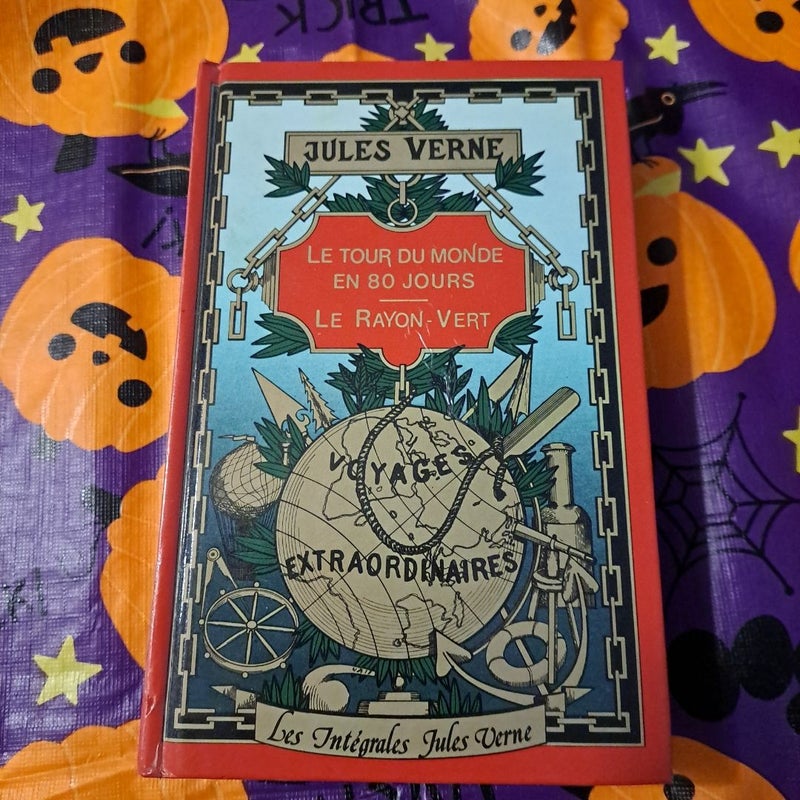 TRICK
JULES VERNE
LE TOUR DU MONDE
EN 80 JOURS
LE RAYON-VERT
VOYAGES
EXTRAORDINAIRES
Les Intégrales Jules Verne